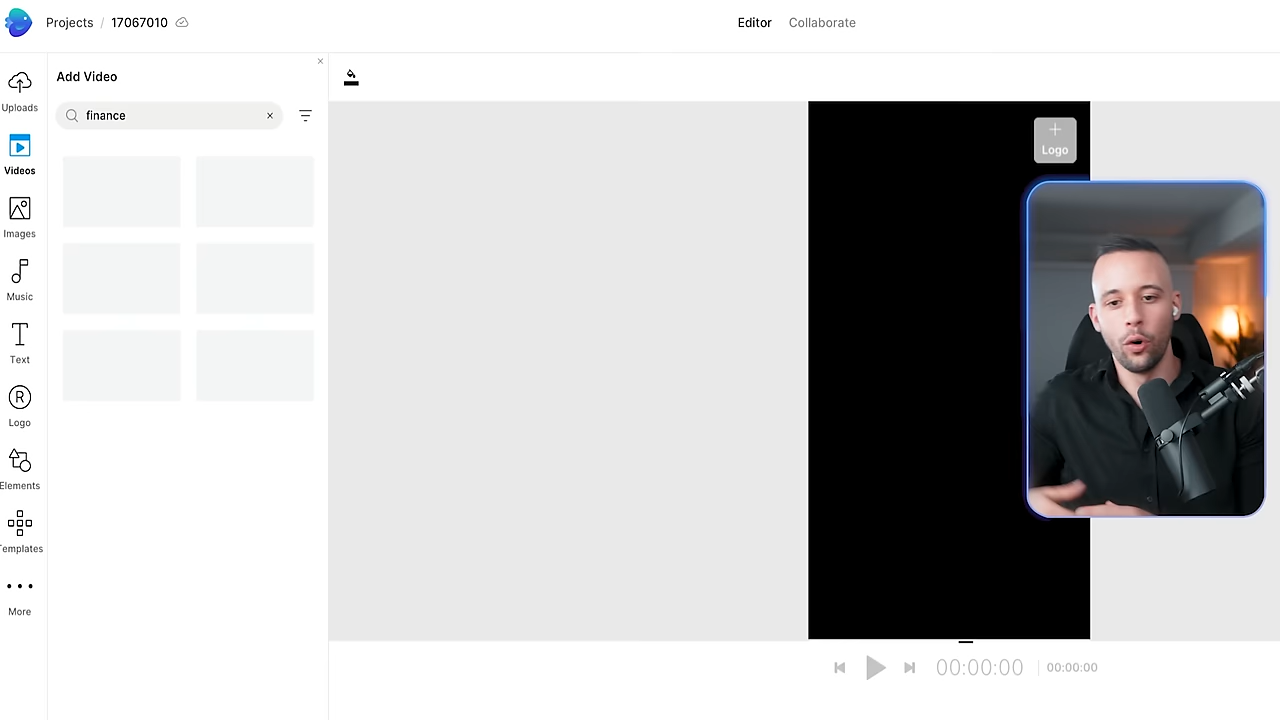 Projects / 17067010
Editor
Collaborate
Add Video
×
Uploads
finance
×
Videos
Images
Music
Text
R
Logo
Elements
Templates
More
+
Logo
00:00:00
00:00:00